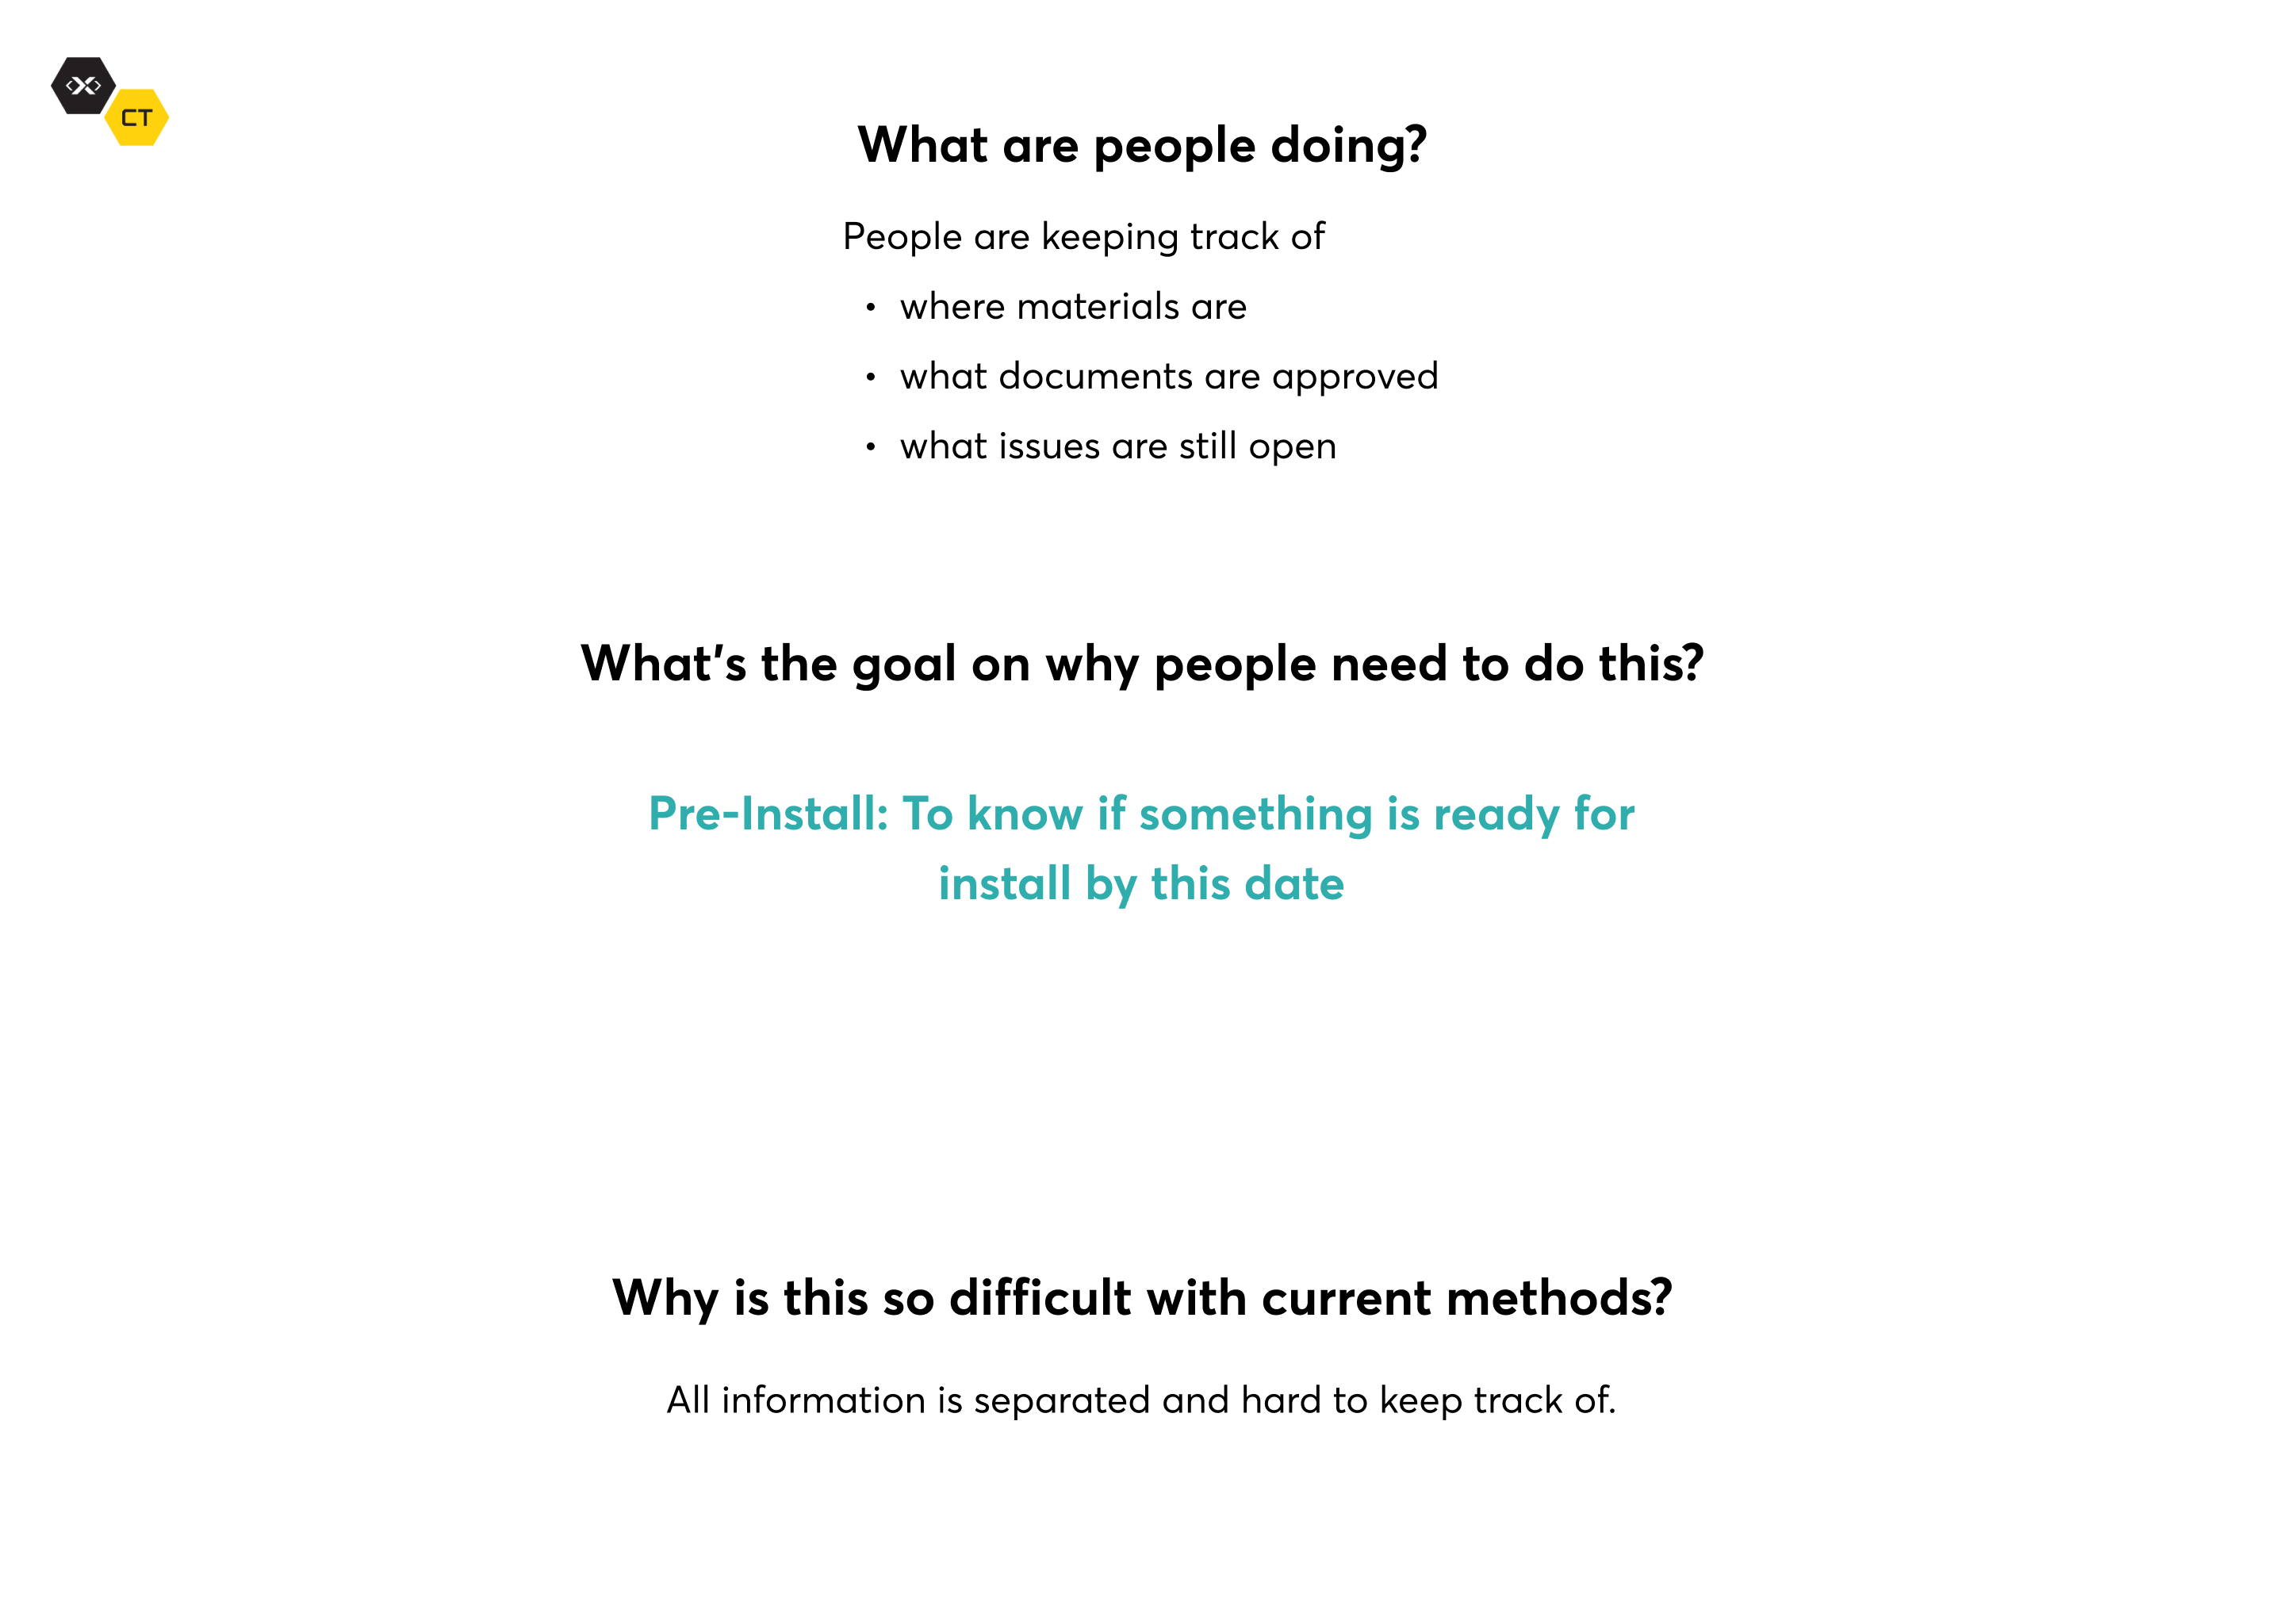 CT
What are people doing?
People are keeping track of
• where materials are
• what documents are approved
• what issues are still open
What's the goal on why people need to do this?
Pre-Install: To know if something is ready for
install by this date
Why is this so difficult with current methods?
All information is separated and hard to keep track of.